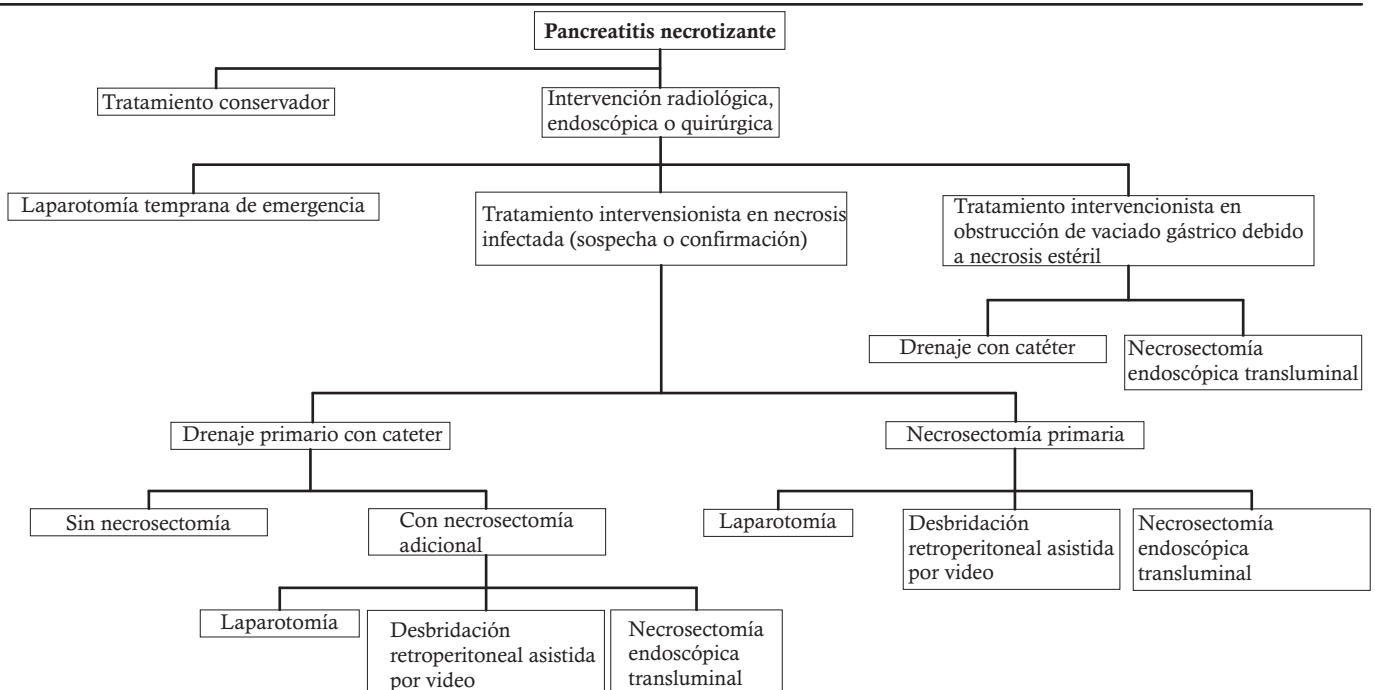 Pancreatitis necrotizante
Tratamiento conservador
Intervención radiológica,
endoscópica o quirúrgica
Laparotomía temprana de emergencia
Tratamiento intervensionista en necrosis
infectada (sospecha o confirmación)
Tratamiento intervencionista en
obstrucción de vaciado gástrico debido
a necrosis estéril
Drenaje con catéter
Necrosectomía
endoscópica transluminal
Drenaje primario con cateter
Necrosectomía primaria
Sin necrosectomía
Con necrosectomía
adicional
Laparotomía
Desbridación
retroperitoneal asistida
por video
Necrosectomía
endoscópica
transluminal
Laparotomía
Desbridación
retroperitoneal asistida
por video
Necrosectomía
endoscópica
transluminal